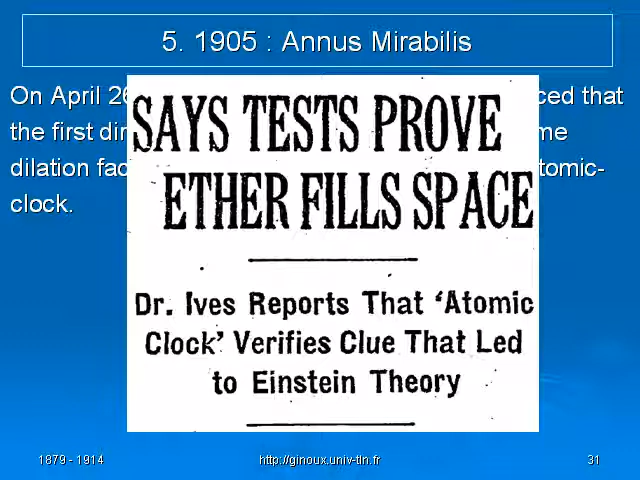 5. 1905 : Annus Mirabilis
On April 26 ced that
the first dir me
dilation fac tomic-
clock.
SAYS TESTS PROVE
ETHER FILLS SPACE
Dr. Ives Reports That ‘Atomic
Clock’ Verifies Clue That Led
to Einstein Theory
1879 - 1914 http://ginoux.univ-tln.fr 31